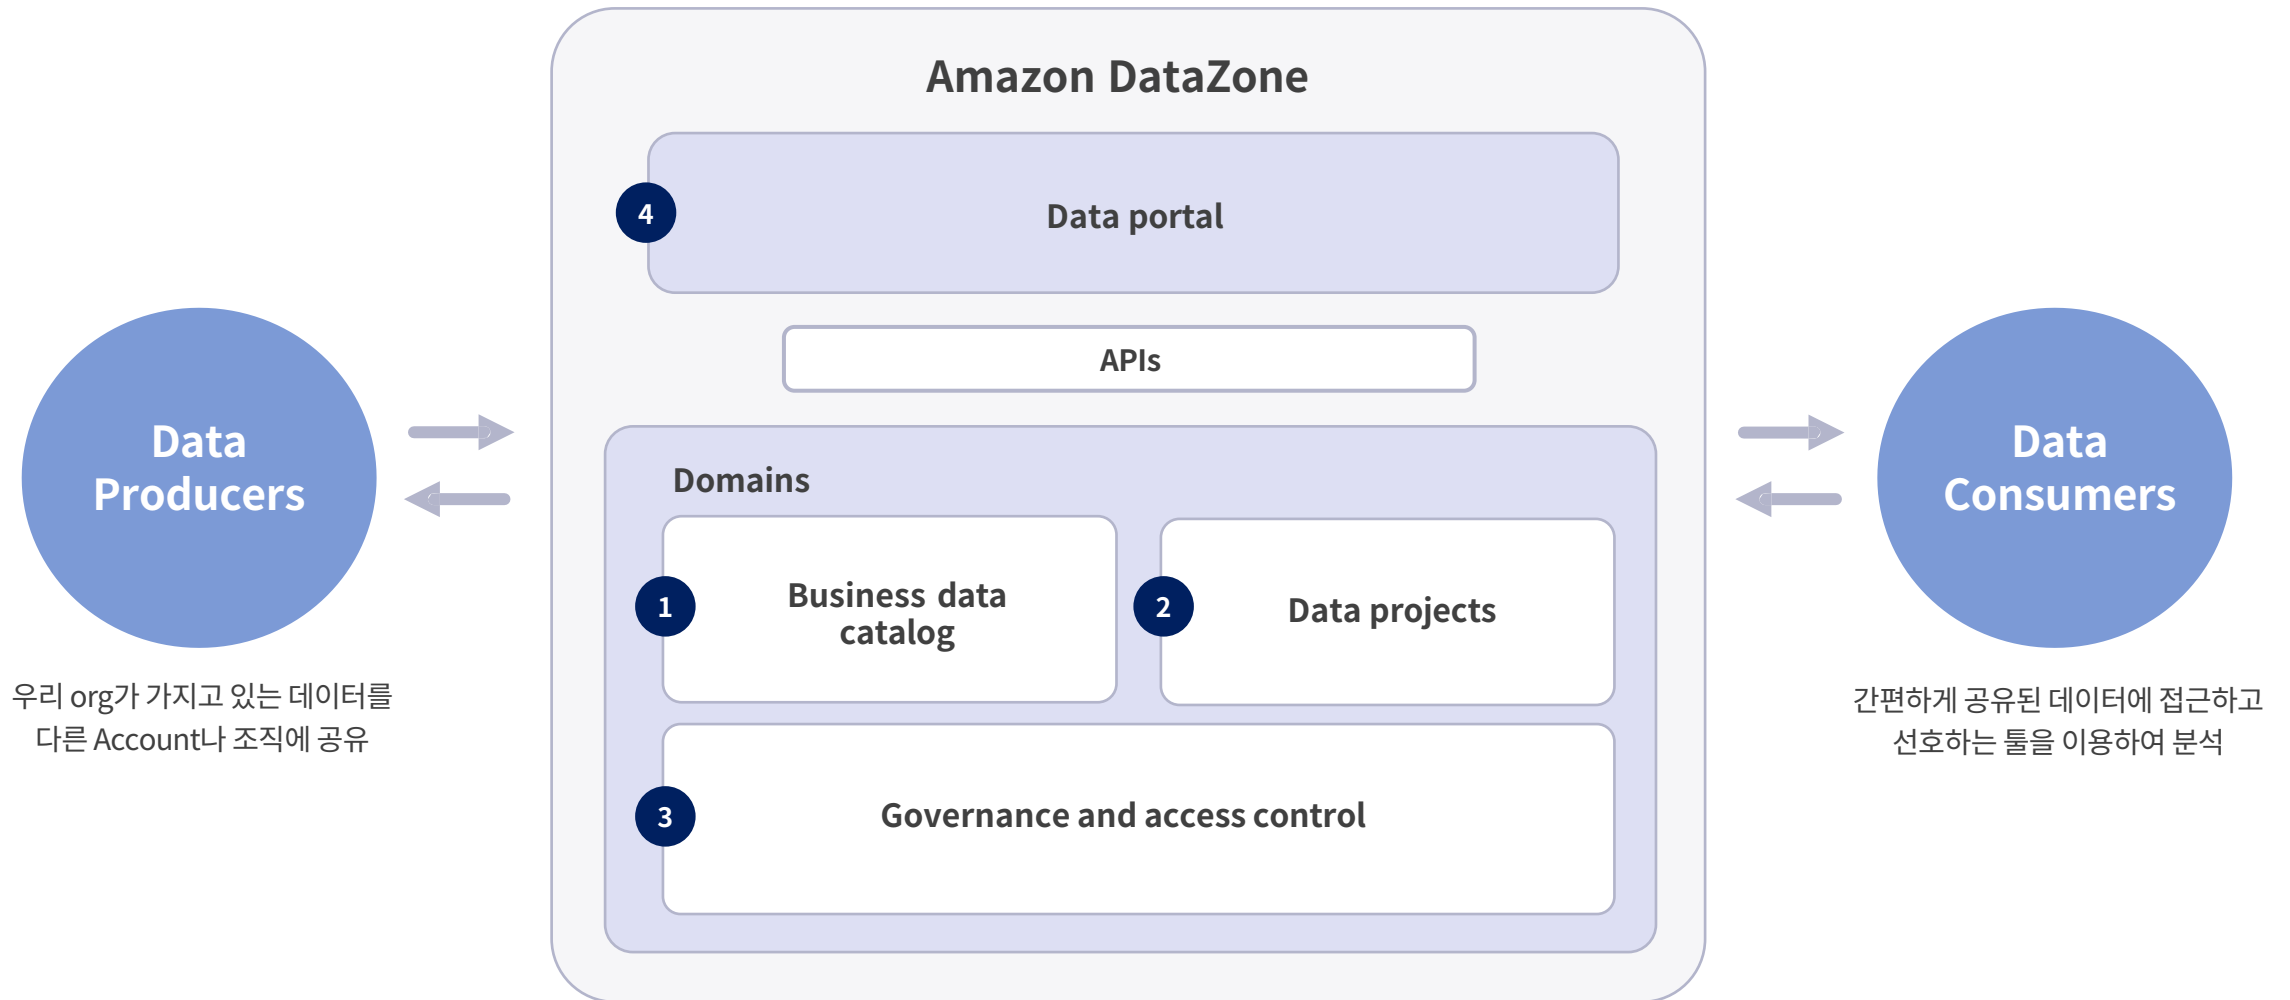 Amazon DataZone
4
Data portal
APIs
Data
Producers
우리 org가 가지고 있는 데이터를
다른 Account나 조직에 공유
Domains
1
Business data
catalog
2
Data projects
3
Governance and access control
Data
Consumers
간편하게 공유된 데이터에 접근하고
선호하는 툴을 이용하여 분석